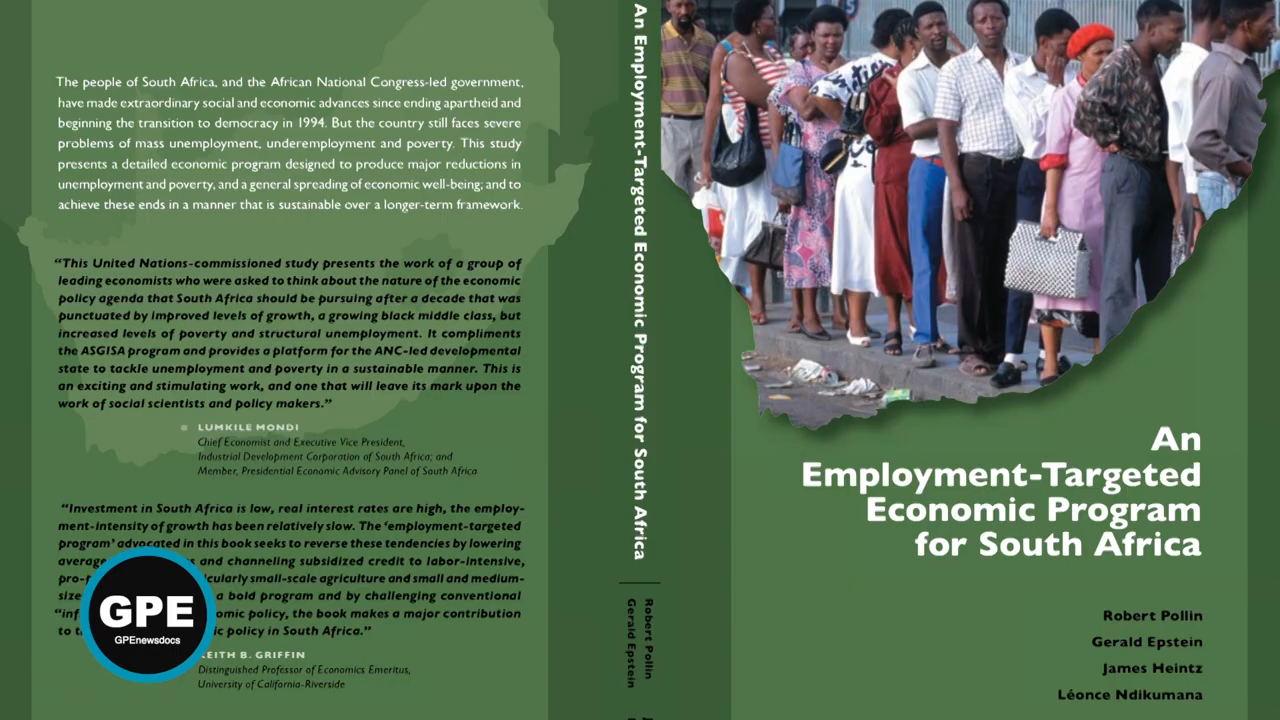 The people of South Africa, and the African National Congress-led government,
have made extraordinary social and economic advances since ending apartheid and
beginning the transition to democracy in 1994. But the country still faces severe
problems of mass unemployment, underemployment and poverty. This study
presents a detailed economic program designed to produce major reductions in
unemployment and poverty, and a general spreading of economic well-being; and to
achieve these ends in a manner that is sustainable over a longer-term framework.
“This United Nations-commissioned study presents the work of a group of
leading economists who were asked to think about the nature of the economic
policy agenda that South Africa should be pursuing after a decade that was
punctuated by improved levels of growth, a growing black middle class, but
increased levels of poverty and structural unemployment. It compliments
the ASGISA program and provides a platform for the ANC-led developmental
state to tackle unemployment and poverty in a sustainable manner. This is
an exciting and stimulating work, and one that will leave its mark upon the
work of social scientists and policy makers.”
LUMKILE MONDI
Chief Economist and Executive Vice President,
Industrial Development Corporation of South Africa; and
Member, Presidential Economic Advisory Panel of South Africa
“Investment in South Africa is low, real interest rates are high, the employ-
ment-intensity of growth has been relatively slow. The ‘employment-targeted
program’ advocated in this book seeks to reverse these tendencies by lowering
average and channeling subsidized credit to labor-intensive,
small-scale agriculture and small and medium-
a bold program and by challenging conventional
policy, the book makes a major contribution
to policy in South Africa.”
KEITH B. GRIFFIN
Distinguished Professor of Economics Emeritus,
University of California-Riverside
GPE
GPEnewsdocs
An Employment-Targeted Economic Program for South Africa
Robert Pollin
Gerald Epstein
An
Employment-Targeted
Economic Program
for South Africa
Robert Pollin
Gerald Epstein
James Heintz
Léonce Ndikumana